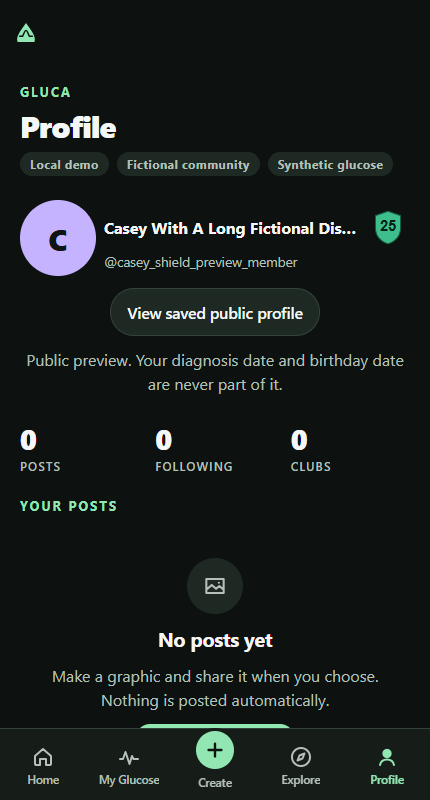 GLUCA
Profile
Local demo
Fictional community
Synthetic glucose
C
Casey With A Long Fictional Dis...
25
@casey_shield_preview_member
View saved public profile
Public preview. Your diagnosis date and birthday date
are never part of it.
0
POSTS
0
FOLLOWING
0
CLUBS
YOUR POSTS
No posts yet
Make a graphic and share it when you choose.
Nothing is posted automatically.
Home
My Glucose
Create
Explore
Profile